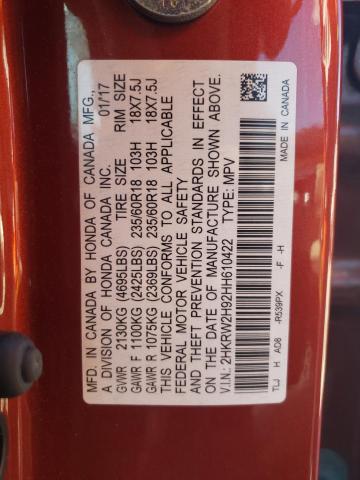 MFD. IN CANADA BY HONDA OF CANADA MFG.,
A DIVISION OF HONDA CANADA INC. 01/17
GVWR 2130KG (4695LBS) TIRE SIZE RIM SIZE
GAWR F 1100KG (2425LBS) 235/60R18 103H 18X7.5J
GAWR R 1075KG (2369LBS) 235/60R18 103H 18X7.5J
THIS VEHICLE CONFORMS TO ALL APPLICABLE
FEDERAL MOTOR VEHICLE SAFETY
AND THEFT PREVENTION STANDARDS IN EFFECT
ON THE DATE OF MANUFACTURE SHOWN ABOVE.
V.I.N.: 2HKRW2H92HH610422 TYPE: MPV
MADE IN CANADA
TLJ H AD8 -R539PX -F -H